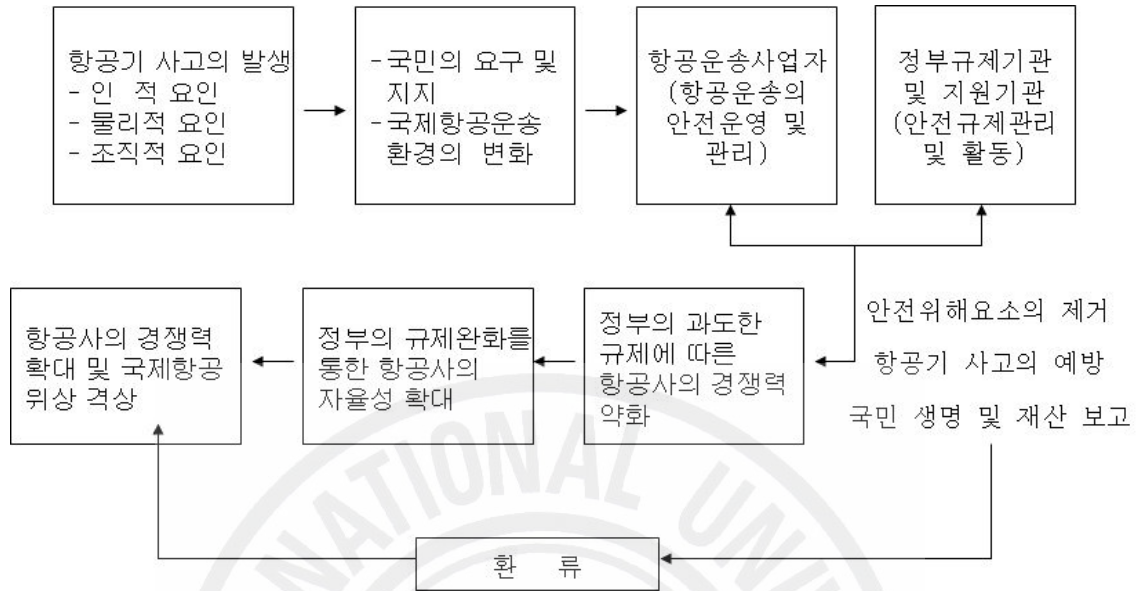 항공기 사고의 발생
- 인 적 요인
- 물리적 요인
- 조직적 요인
-국민의 요구 및
지지
-국제항공운송
환경의 변화
항공운송사업자
(항공운송의
안전운영 및
관리)
정부규제기관
및 지원기관
(안전규제관리
및 활동)
항공사의 경쟁력
확대 및 국제항공
위상 격상
정부의 규제완화를
통한 항공사의
자율성 확대
정부의 과도한
규제에 따른
항공사의 경쟁력
약화
안전위해요소의 제거
항공기 사고의 예방
국민 생명 및 재산 보고
환 류
NATIONAL UNI